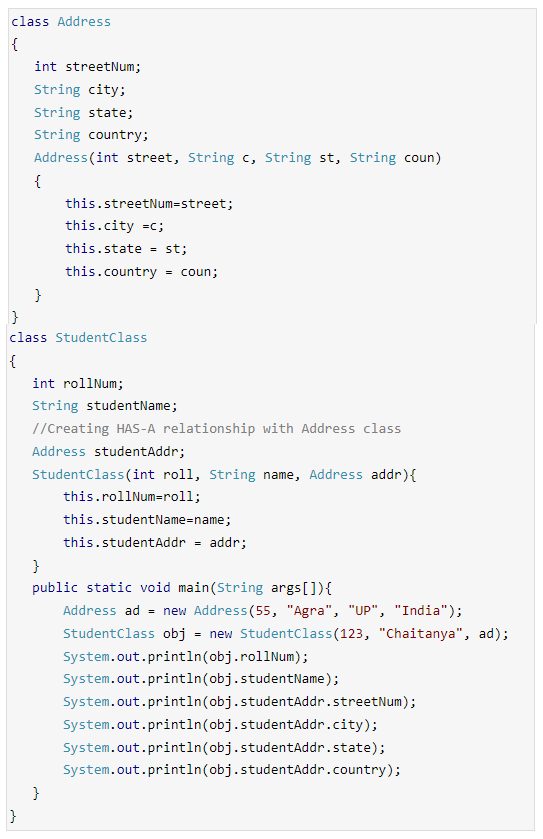 class Address
{
   int streetNum;
   String city;
   String state;
   String country;
   Address(int street, String c, String st, String coun)
   {
       this.streetNum=street;
       this.city =c;
       this.state = st;
       this.country = coun;
   }
}
class StudentClass
{
   int rollNum;
   String studentName;
   //Creating HAS-A relationship with Address class
   Address studentAddr;
   StudentClass(int roll, String name, Address addr){
       this.rollNum=roll;
       this.studentName=name;
       this.studentAddr = addr;
   }
   public static void main(String args[]){
       Address ad = new Address(55, "Agra", "UP", "India");
       StudentClass obj = new StudentClass(123, "Chaitanya", ad);
       System.out.println(obj.rollNum);
       System.out.println(obj.studentName);
       System.out.println(obj.studentAddr.streetNum);
       System.out.println(obj.studentAddr.city);
       System.out.println(obj.studentAddr.state);
       System.out.println(obj.studentAddr.country);
   }
}